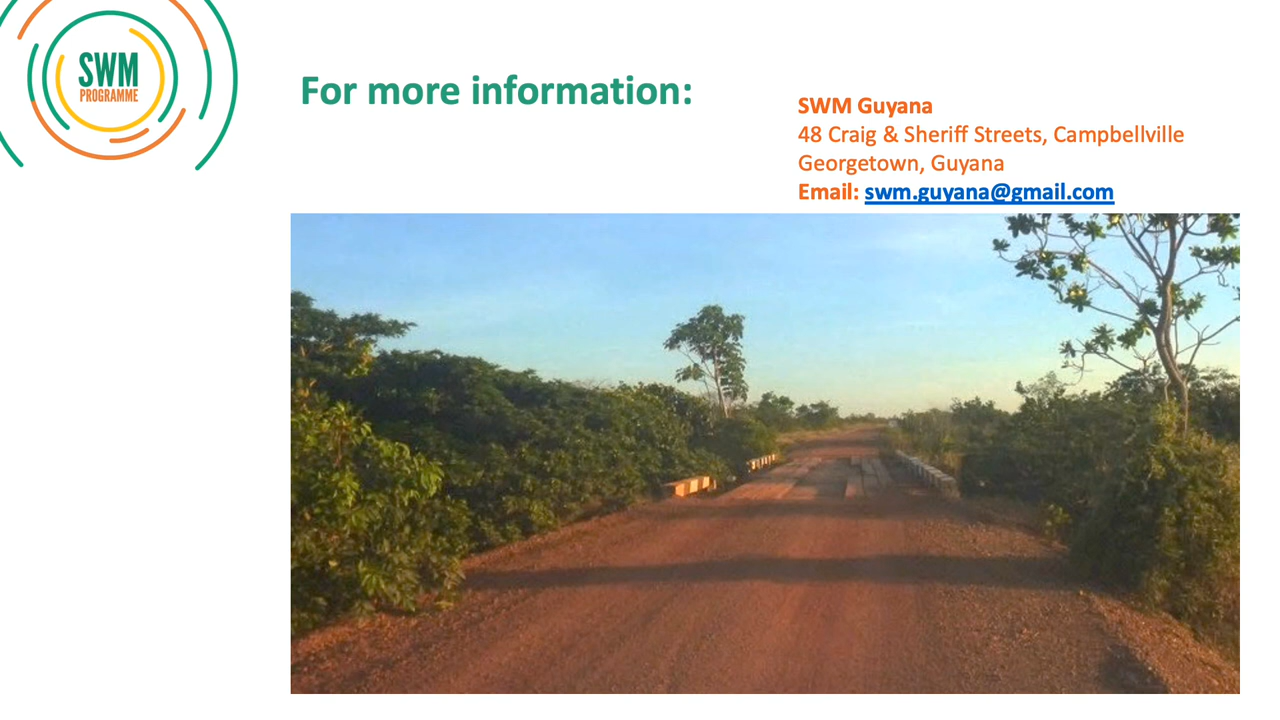 SWM
PROGRAMME
For more information:
SWM Guyana
48 Craig & Sheriff Streets, Campbellville
Georgetown, Guyana
Email: swm.guyana@gmail.com